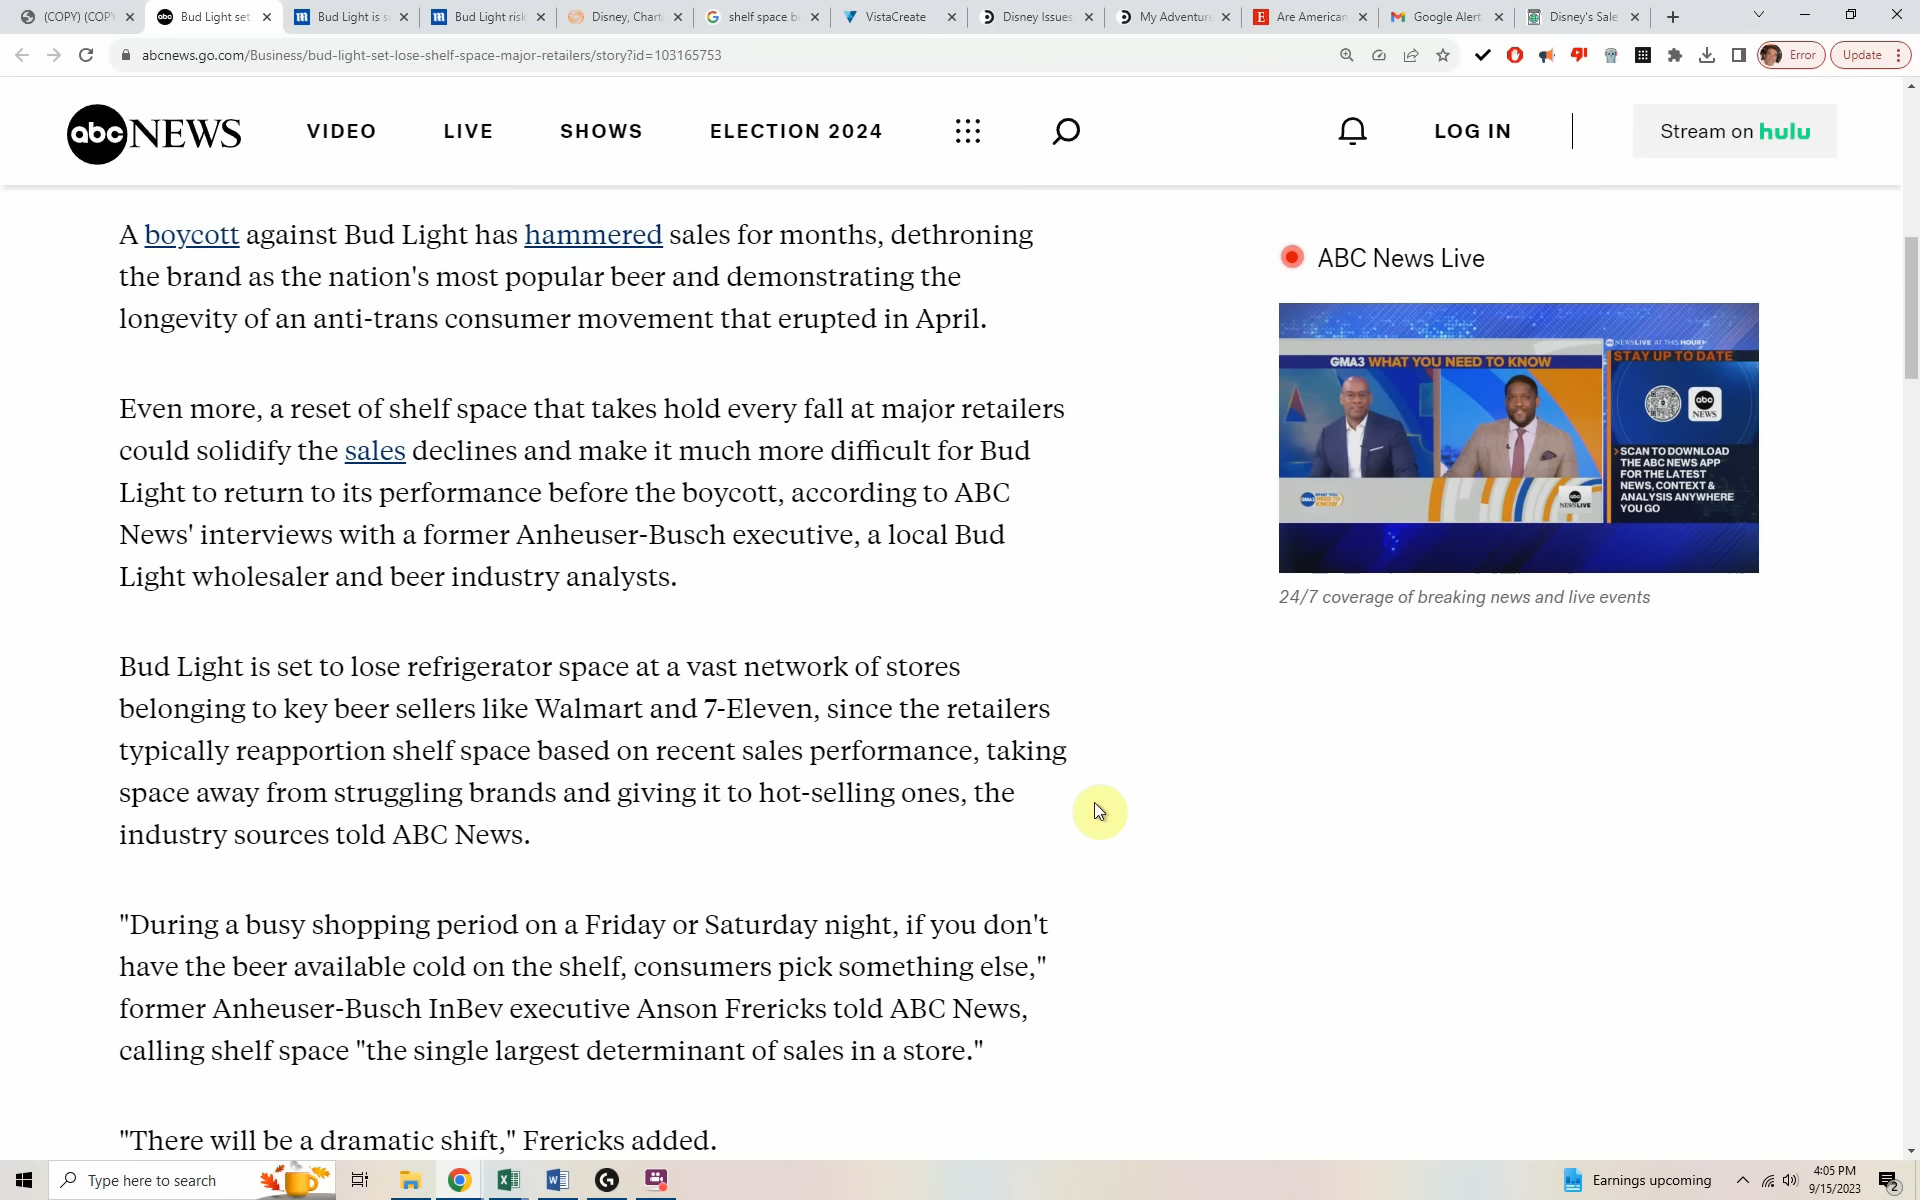 (COPY) (COPY
Bud Light set
Bud Light is s
Bud Light risk
Disney, Chart
shelf space b
VistaCreate
Disney Issues
My Adventure
Are American
Google Alert
Disney's Sale
abcnews.go.com/Business/bud-light-set-lose-shelf-space-major-retailers/story?id=103165753
Error
Update
abc NEWS
VIDEO
LIVE
SHOWS
ELECTION 2024
LOG IN
Stream on hulu
A boycott against Bud Light has hammered sales for months, dethroning
the brand as the nation's most popular beer and demonstrating the
longevity of an anti-trans consumer movement that erupted in April.
Even more, a reset of shelf space that takes hold every fall at major retailers
could solidify the sales declines and make it much more difficult for Bud
Light to return to its performance before the boycott, according to ABC
News' interviews with a former Anheuser-Busch executive, a local Bud
Light wholesaler and beer industry analysts.
Bud Light is set to lose refrigerator space at a vast network of stores
belonging to key beer sellers like Walmart and 7-Eleven, since the retailers
typically reapportion shelf space based on recent sales performance, taking
space away from struggling brands and giving it to hot-selling ones, the
industry sources told ABC News.
"During a busy shopping period on a Friday or Saturday night, if you don't
have the beer available cold on the shelf, consumers pick something else,"
former Anheuser-Busch InBev executive Anson Frericks told ABC News,
calling shelf space "the single largest determinant of sales in a store."
"There will be a dramatic shift," Frericks added.
ABC News Live
GMA3 WHAT YOU NEED TO KNOW
NEWSLIVE AT THIS HOUR
STAY UP TO DATE
abc
NEWS
SCAN TO DOWNLOAD
THE ABC NEWS APP
FOR THE LATEST
NEWS, CONTEXT &
ANALYSIS ANYWHERE
YOU GO
abc
NEWSLIVE
24/7 coverage of breaking news and live events
Type here to search
Earnings upcoming
4:05 PM
9/15/2023
2